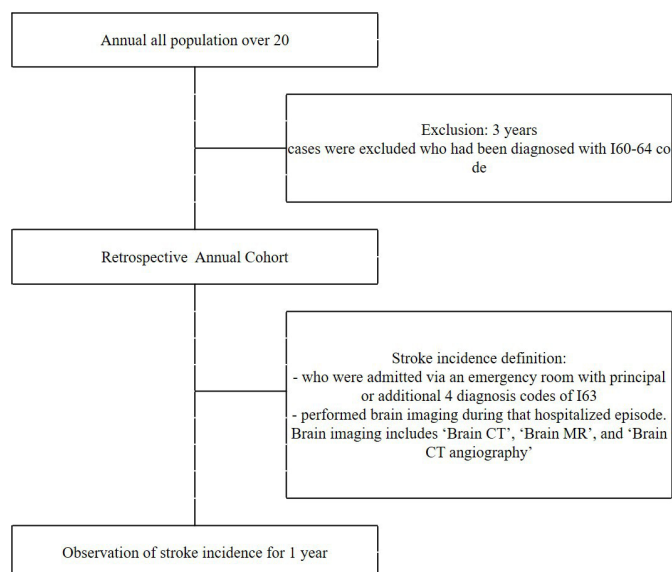 Annual all population over 20
Exclusion: 3 years
cases were excluded who had been diagnosed with I60-64 co
de
Retrospective Annual Cohort
Stroke incidence definition:
- who were admitted via an emergency room with principal
or additional 4 diagnosis codes of I63
- performed brain imaging during that hospitalized episode.
Brain imaging includes ‘Brain CT’, ‘Brain MR’, and ‘Brain
CT angiography’
Observation of stroke incidence for 1 year